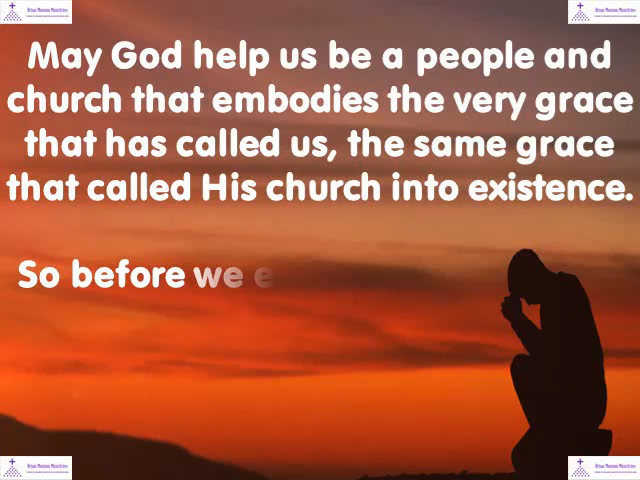 May God help us be a people and
church that embodies the very grace
that has called us, the same grace
that called His church into existence.
So before we e